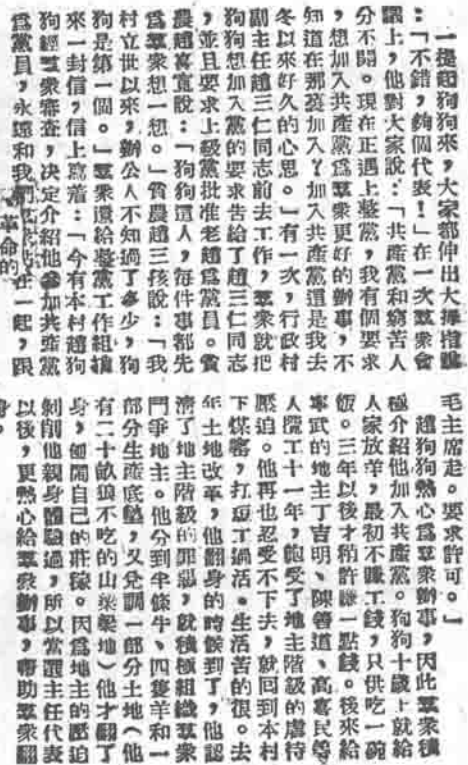 一提起狗狗來，大家都伸出大拇指說
：「不錯，夠個代表！」在一次羣衆會
議上，他對大家說：「共產黨和窮苦人
分不開。現在正遇上整黨，我有個要求
，想加入共產黨爲羣衆更好的辦事，不
知道在那裏加入？加入共產黨這是我去
冬以來好久的心思。」有一次，行政村
副主任趙三仁同志前去工作，羣衆就把
狗狗想加入黨的要求告給了趙三仁同志
，並且要求上級黨批准老趙爲黨員。貧
農趙喜寬說：「狗狗這人，每件事都先
爲羣衆想一想。」貧農趙三孩說：「我
村立世以來，辦公人不知過了多少，狗
狗是第一個。」羣衆還給整黨工作組捎
來一封信，信上寫着：「今有本村趙狗
狗經羣衆審查，決定介紹他參加共產黨
爲黨員，永遠和我們在一起，跟
革命的
毛主席走。要求許可。」
趙狗狗熱心爲羣衆辦事，因此羣衆積
極介紹他加入共產黨。狗狗十歲上就給
人家放羊，最初不賺工錢，只供吃一碗
飯。三年以後才稍許賺一點錢。後來給
寧武的地主丁吉明、陳善道、高喜民等
人攬工十一年，飽受了地主階級的虐待
壓迫。他再也忍受不下去，就回到本村
下煤窰，打短工過活。生活苦的很。去
年土地改革，他翻身的時候到了，他認
清了地主階級的罪惡，就積極組織羣衆
鬥爭地主。他分到半條牛、四隻羊和一
部分生產底墊，又兌調一部分土地（他
有二十畝狼不吃的山梁梁地）他才翻了
身，刨鬧自己的莊稼。因爲地主的壓迫
剝削他親身體驗過，所以當選主任代表
以後，更熱心給羣衆辦事，帮助羣衆翻
身。